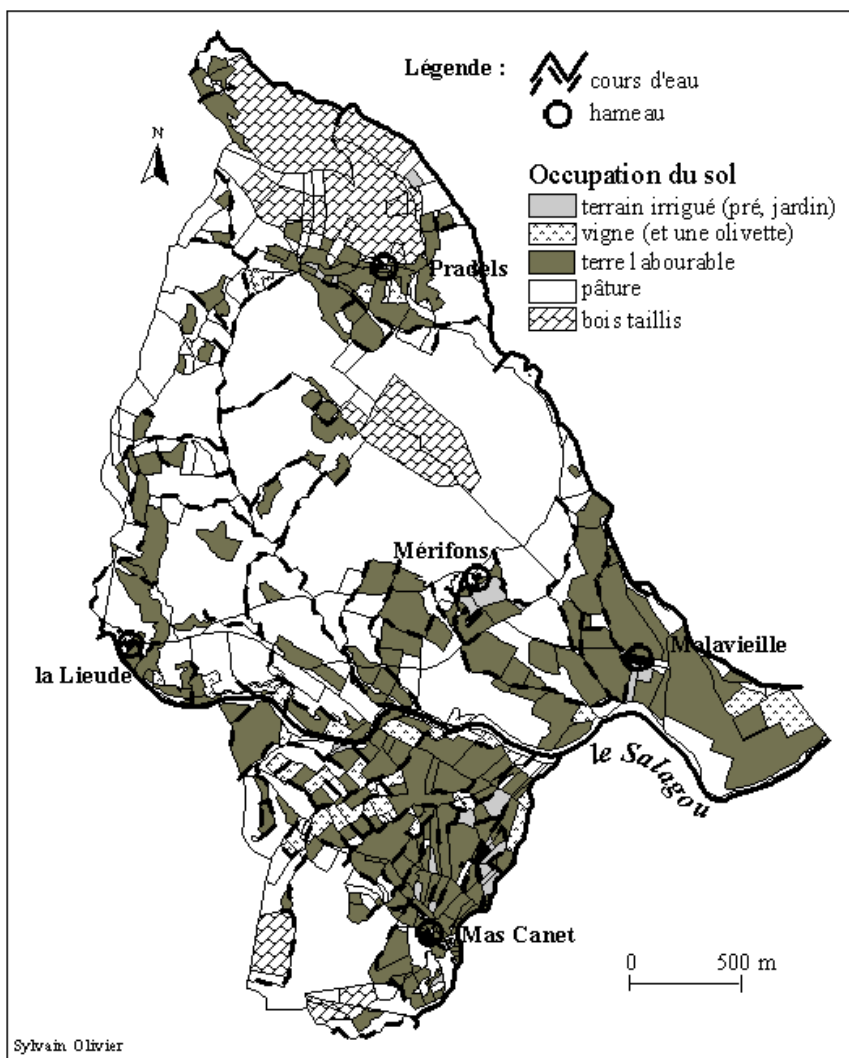 Légende :
cours d'eau
hameau
N
Occupation du sol
terrain irrigué (pré, jardin)
vigne (et une olivette)
terre labourable
pâture
bois taillis
Pradels
Mérifons
Malavieille
la Lieude
le Salagou
Mas Canet
0 500 m
Sylvain Olivier